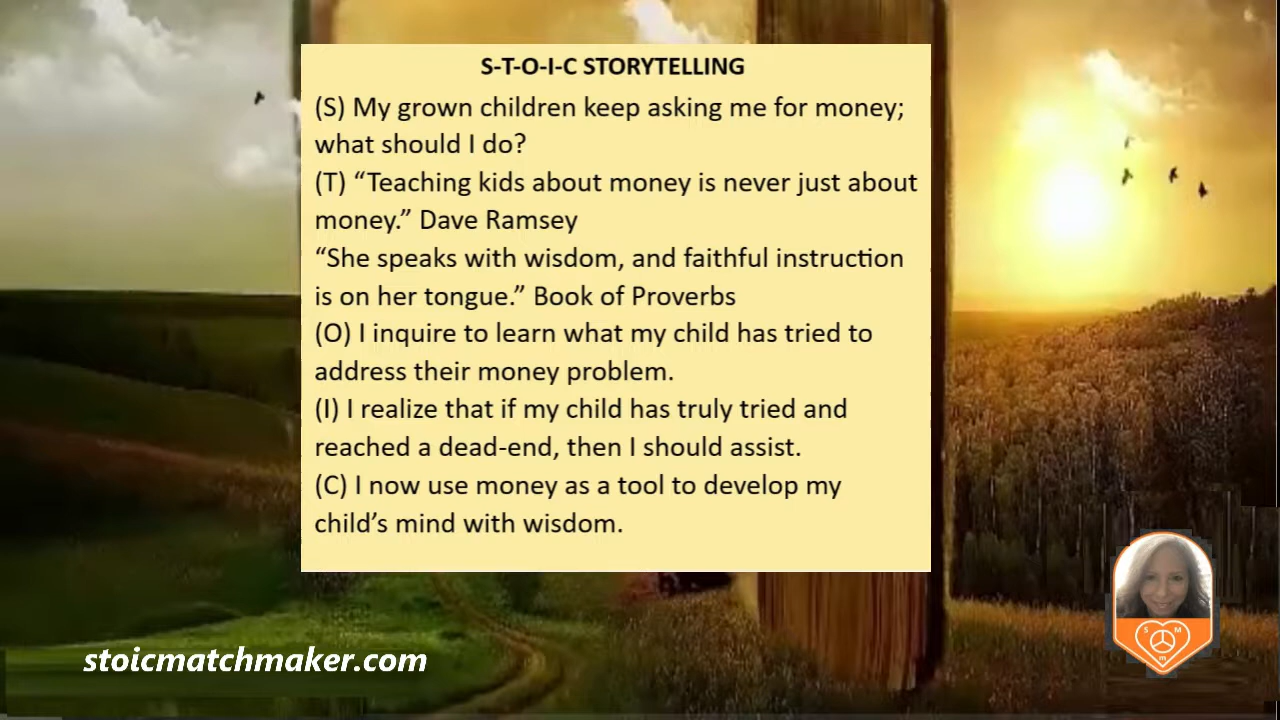 S-T-O-I-C STORYTELLING
(S) My grown children keep asking me for money;
what should I do?
(T) “Teaching kids about money is never just about
money.” Dave Ramsey
“She speaks with wisdom, and faithful instruction
is on her tongue.” Book of Proverbs
(O) I inquire to learn what my child has tried to
address their money problem.
(I) I realize that if my child has truly tried and
reached a dead-end, then I should assist.
(C) I now use money as a tool to develop my
child’s mind with wisdom.
stoicmatchmaker.com
S M
m